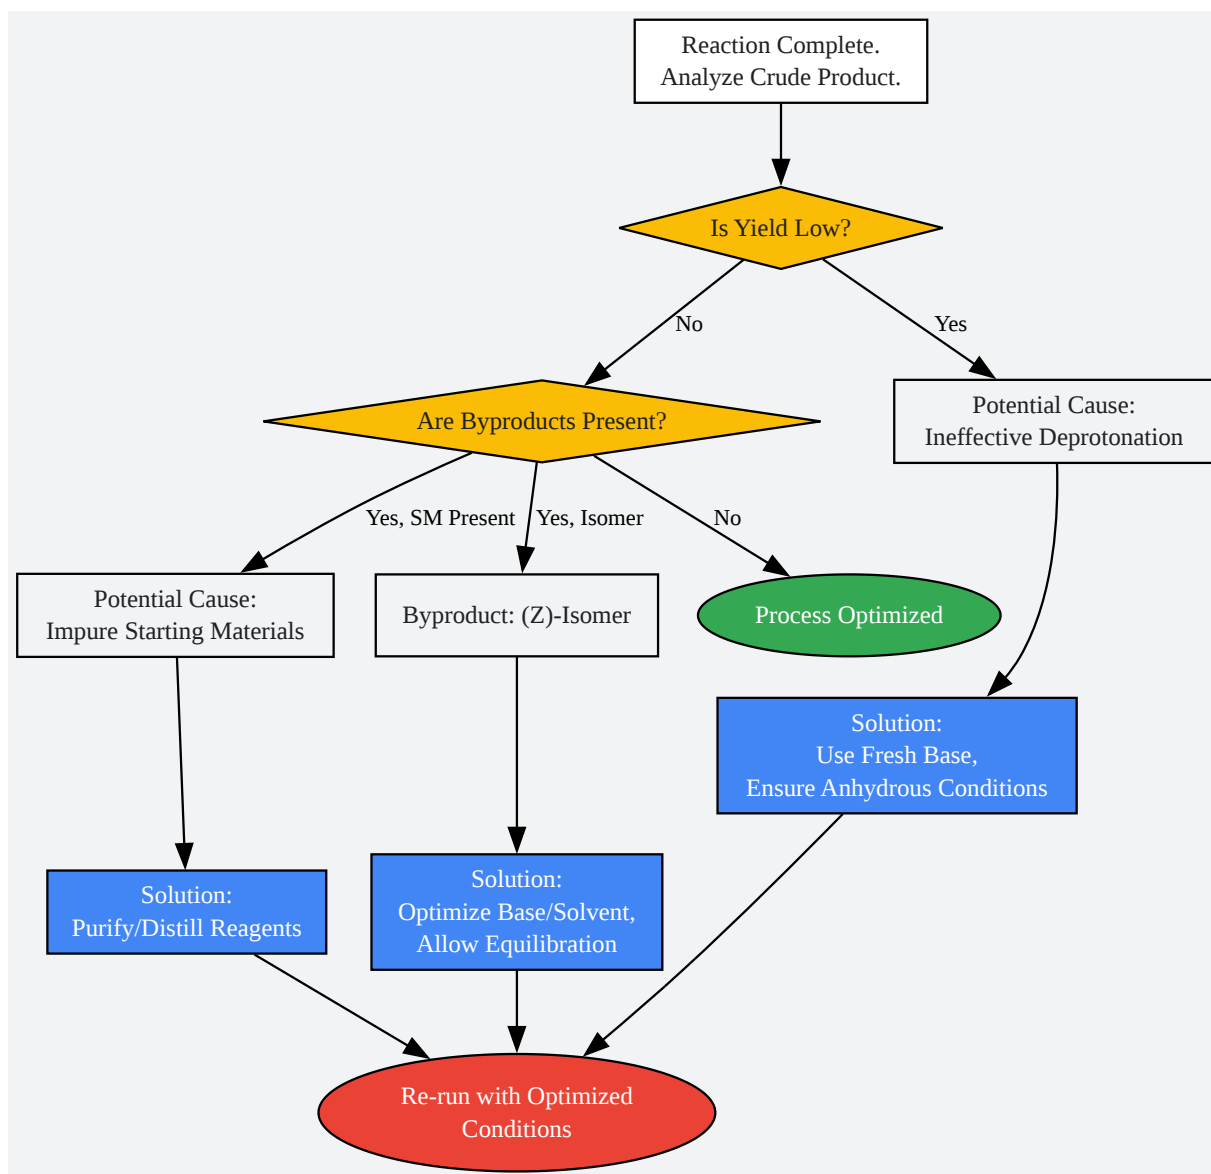 Reaction Complete.
Analyze Crude Product.
Is Yield Low?
No
Yes
Are Byproducts Present?
Potential Cause:
Ineffective Deprotonation
Yes, SM Present
Yes, Isomer
No
Potential Cause:
Impure Starting Materials
Byproduct: (Z)-Isomer
Process Optimized
Solution:
Use Fresh Base,
Ensure Anhydrous Conditions
Solution:
Purify/Distill Reagents
Solution:
Optimize Base/Solvent,
Allow Equilibration
Re-run with Optimized
Conditions